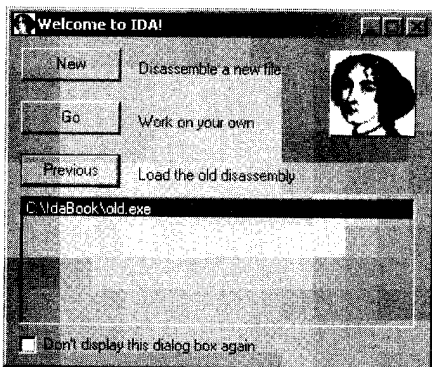 Welcome to IDA!
New Disassemble a new file
Go Work on your own
Previous Load the old disassembly
C:\IdaBook\old.exe
Don't display this dialog box again